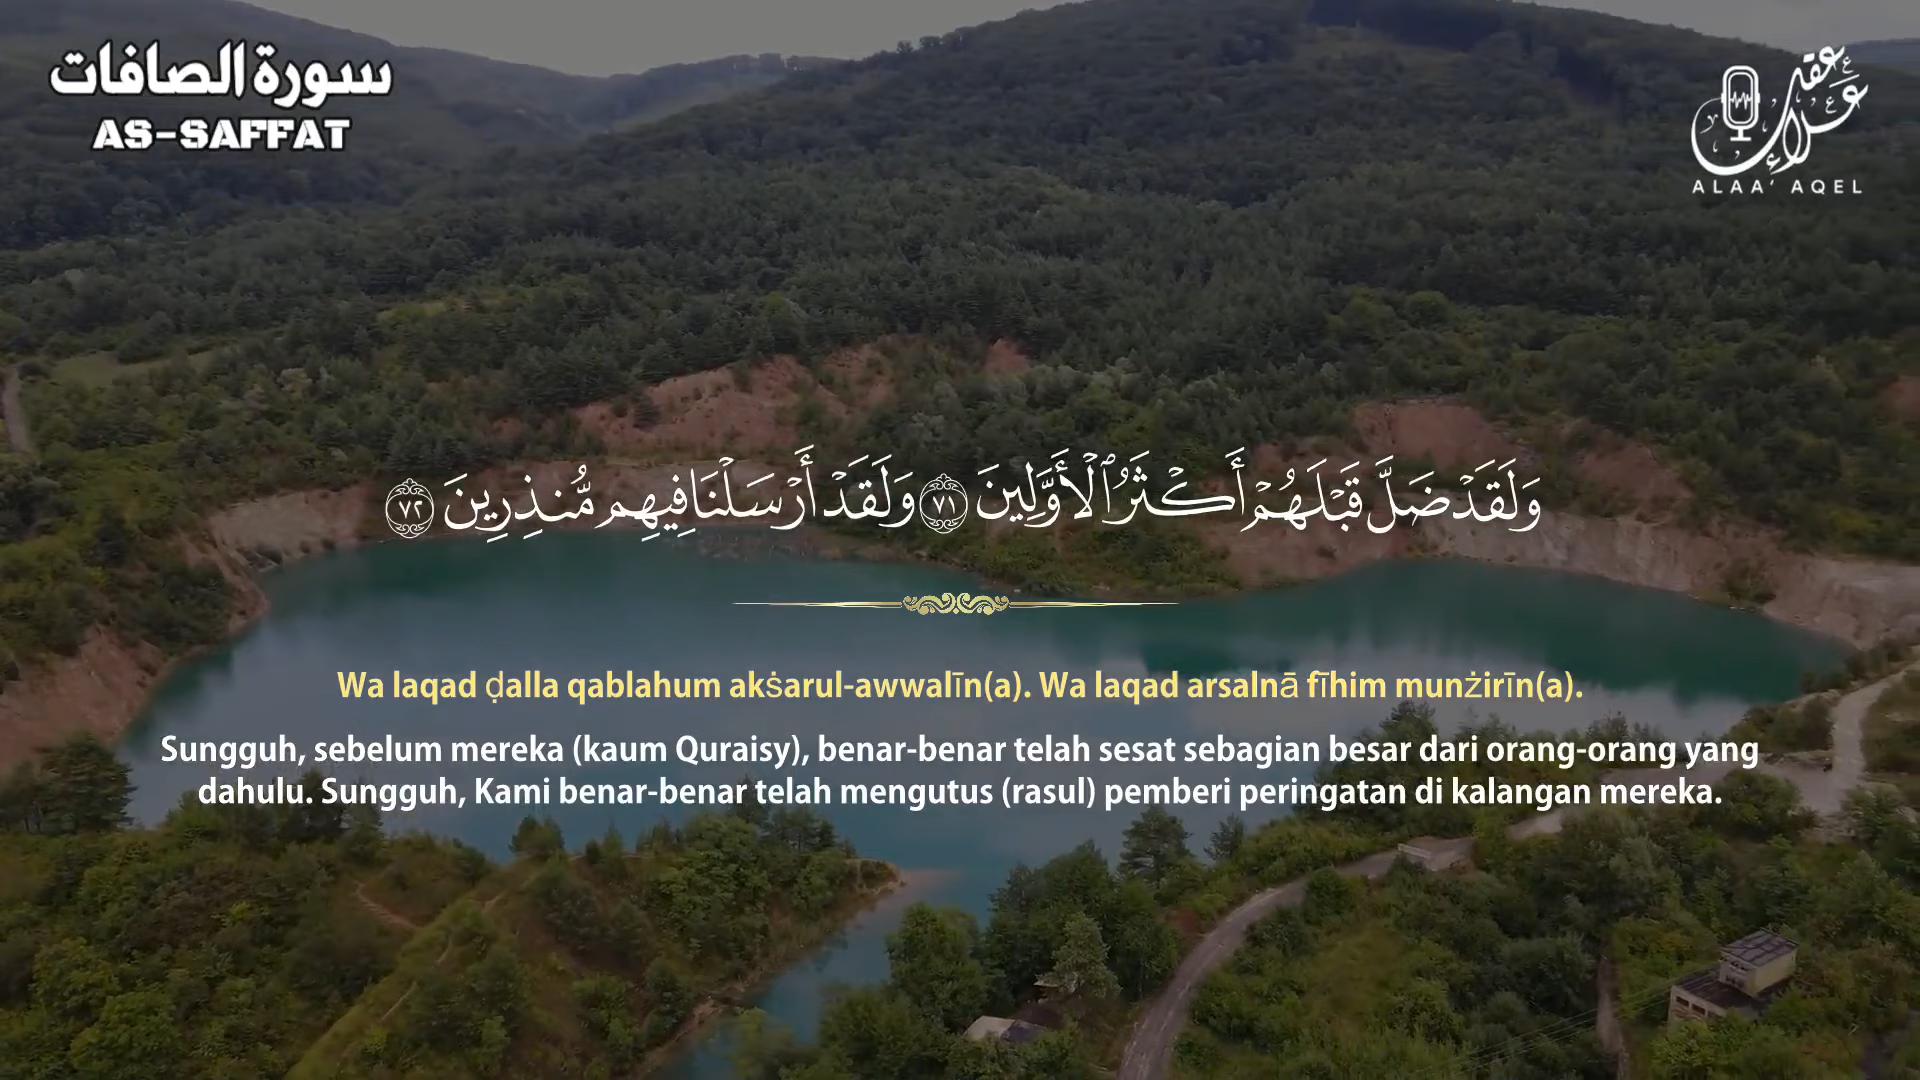 سورة الصافات
AS-SAFFAT
علاء عقل
ALAA' AQEL
وَلَقَدْ ضَلَّ قَبْلَهُمْ أَكْثَرُ ٱلْأَوَّلِينَ ٧١ وَلَقَدْ أَرْسَلْنَا فِيهِم مُّنذِرِينَ ٧٢
Wa laqad ḍalla qablahum akṡarul-awwalīn(a). Wa laqad arsalnā fīhim munżirīn(a).
Sungguh, sebelum mereka (kaum Quraisy), benar-benar telah sesat sebagian besar dari orang-orang yang
dahulu. Sungguh, Kami benar-benar telah mengutus (rasul) pemberi peringatan di kalangan mereka.